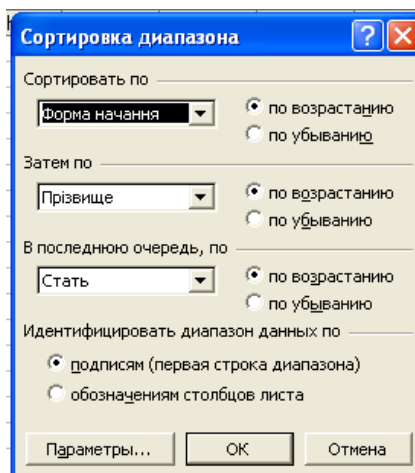 Сортировка диапазона
Сортировать по
Форма начання
по возрастанию
по убыванию
Затем по
Прізвище
по возрастанию
по убыванию
В последнюю очередь, по
Стать
по возрастанию
по убыванию
Идентифицировать диапазон данных по
подписям (первая строка диапазона)
обозначениям столбцов листа
Параметры... ОК Отмена